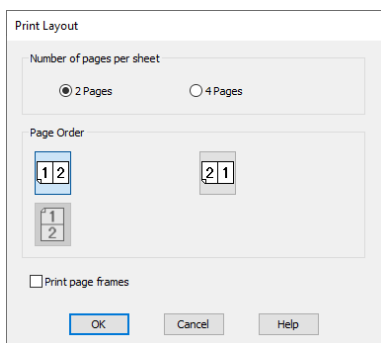 Print Layout
Number of pages per sheet
2 Pages 4 Pages
Page Order
1 2 2 1
1
2
Print page frames
OK Cancel Help